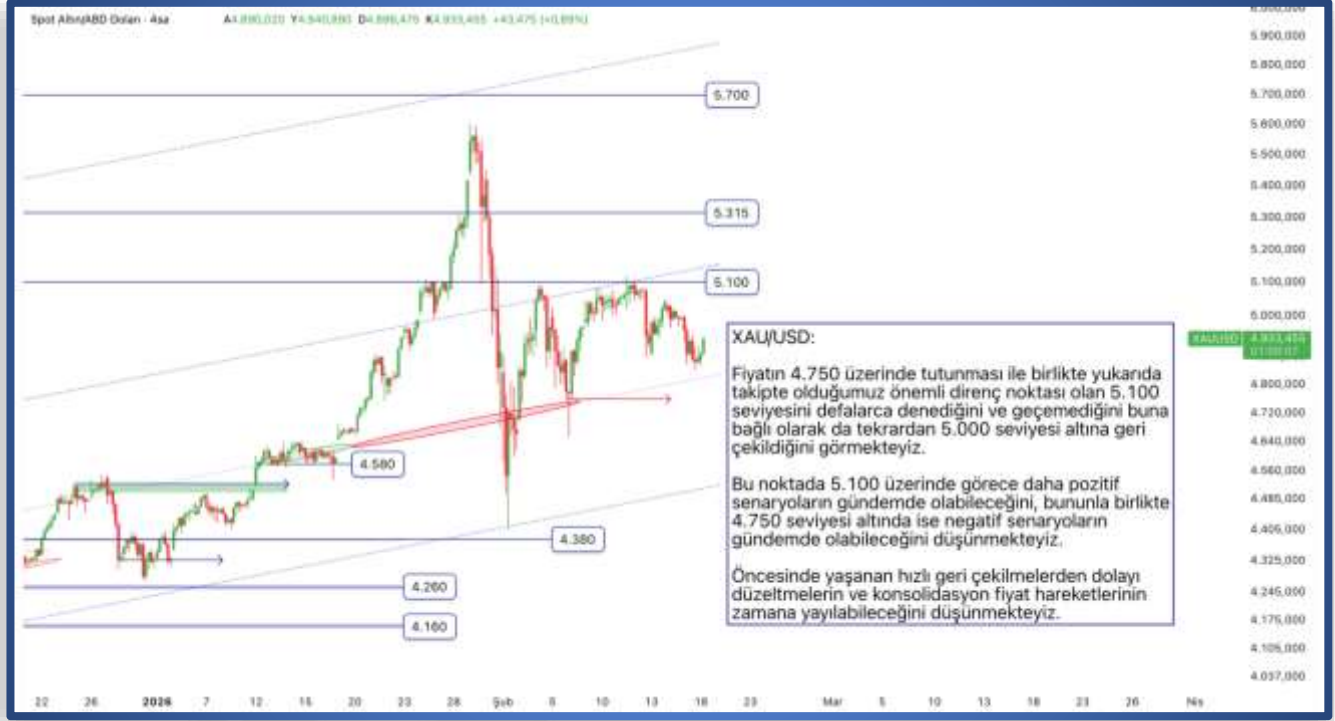 Spot Altın/ABD Doları · 4sa
5.900,000
5.800,000
5.700
5.700,000
5.600,000
5.500,000
5.400,000
5.315
5.300,000
5.200,000
5.100
5.100,000
5.000,000
XAUUSD
XAU/USD:
Fiyatın 4.750 üzerinde tutunması ile birlikte yukarıda
takipte olduğumuz önemli direnç noktası olan 5.100
seviyesini defalarca denediğini ve geçemediğini buna
bağlı olarak da tekrardan 5.000 seviyesi altına geri
çekildiğini görmekteyiz.
Bu noktada 5.100 üzerinde görece daha pozitif
senaryoların gündemde olabileceğini, bununla birlikte
4.750 seviyesi altında ise negatif senaryoların
gündemde olabileceğini düşünmekteyiz.
Öncesinde yaşanan hızlı geri çekilmelerden dolayı
düzeltmelerin ve konsolidasyon fiyat hareketlerinin
zamana yayılabileceğini düşünmekteyiz.
4.800,000
4.720,000
4.640,000
4.580
4.560,000
4.485,000
4.405,000
4.380
4.325,000
4.260
4.245,000
4.160
4.175,000
4.105,000
4.037,000
22 26 2026 7 12 15 20 23 28 Şub 10 13 18 23 Mar 5 10 13 18 23 26 Nis